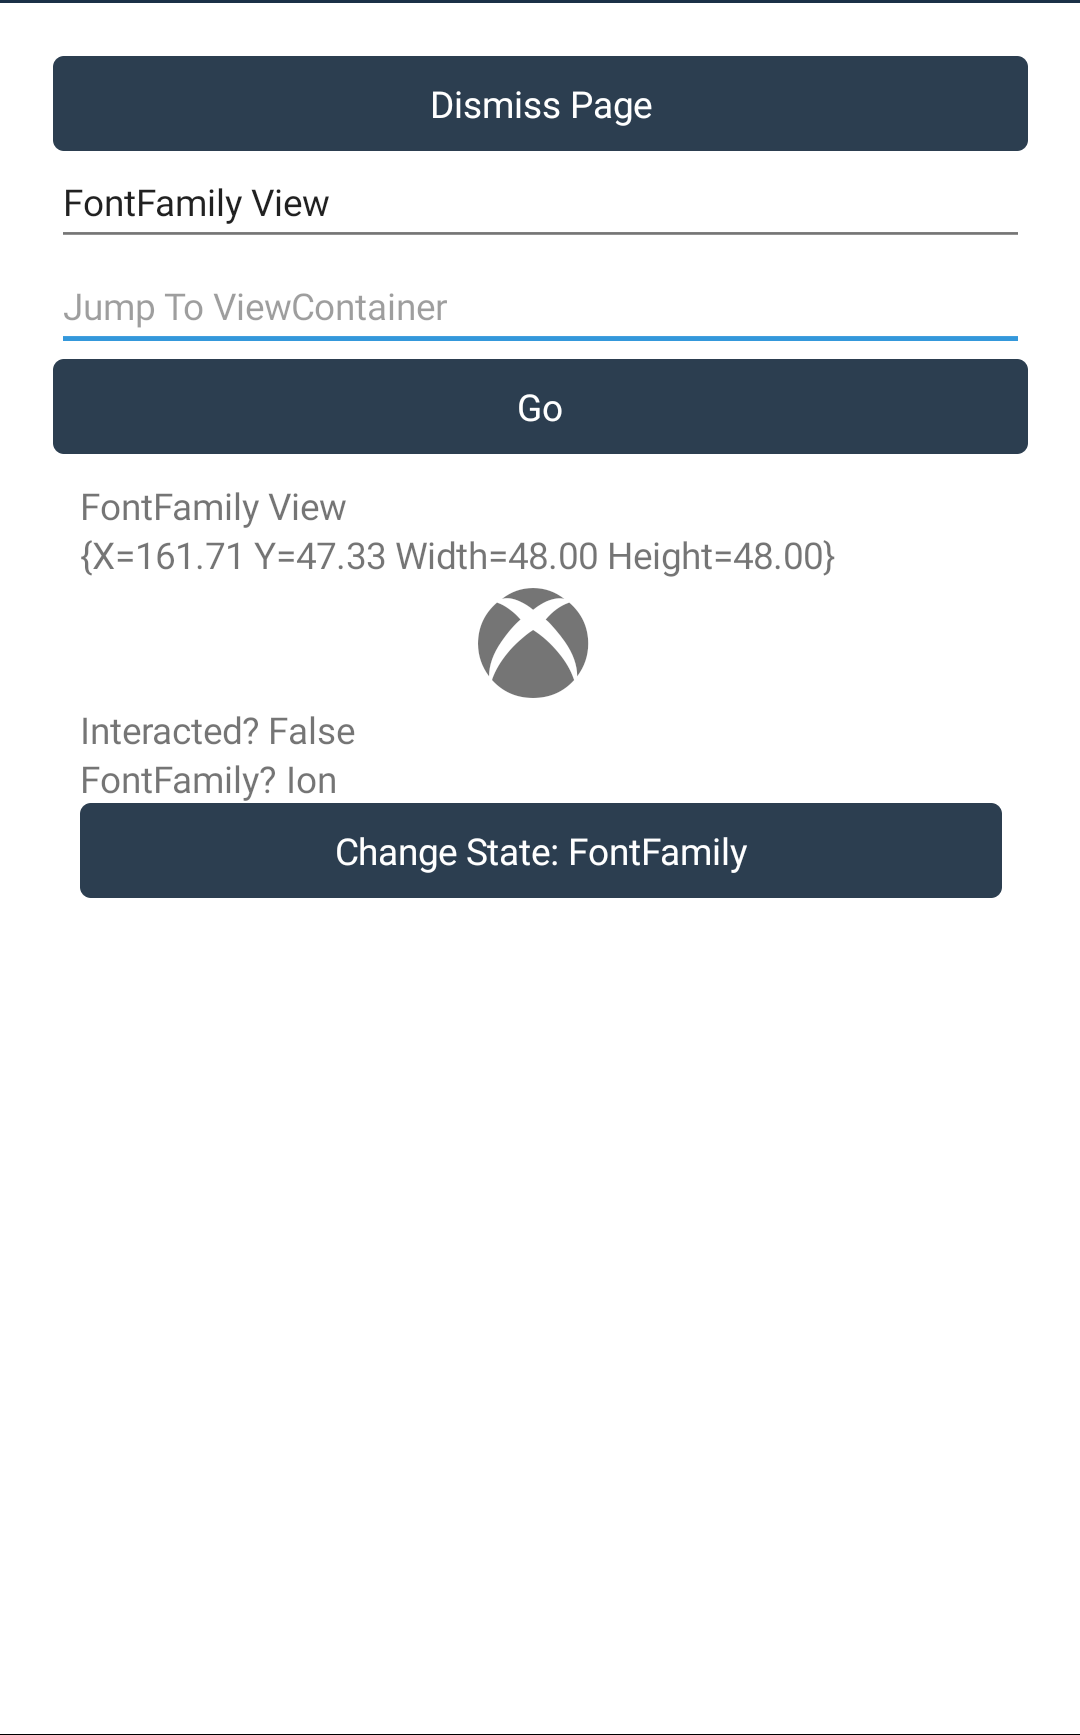 Dismiss Page
FontFamily View
Jump To ViewContainer
Go
FontFamily View
{X=161.71 Y=47.33 Width=48.00 Height=48.00}
Interacted? False
FontFamily? Ion
Change State: FontFamily